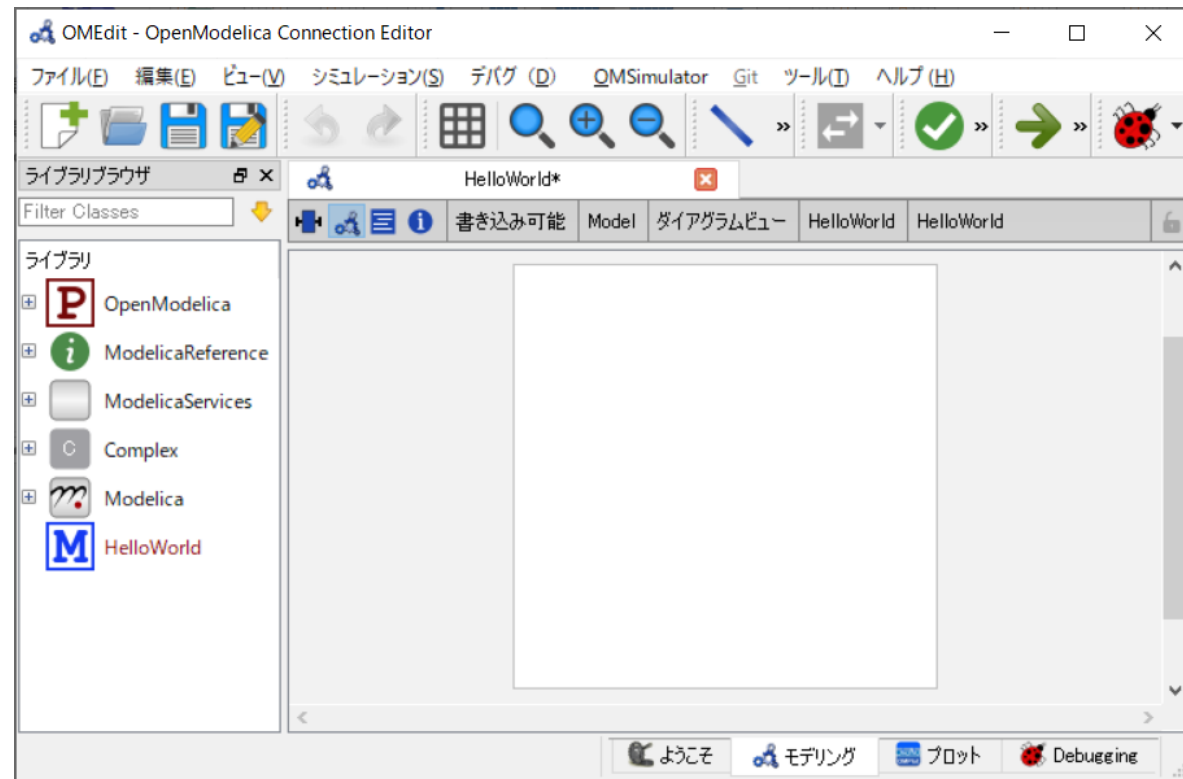 OMEdit - OpenModelica Connection Editor
ファイル(F) 編集(E) ビュー(V) シミュレーション(S) デバグ (D) OMSimulator Git ツール(T) ヘルプ (H)
ライブラリブラウザ
HelloWorld*
Filter Classes
書き込み可能 Model ダイアグラムビュー HelloWorld HelloWorld
ライブラリ
P OpenModelica
i ModelicaReference
ModelicaServices
C Complex
m Modelica
M HelloWorld
ようこそ モデリング プロット Debugging